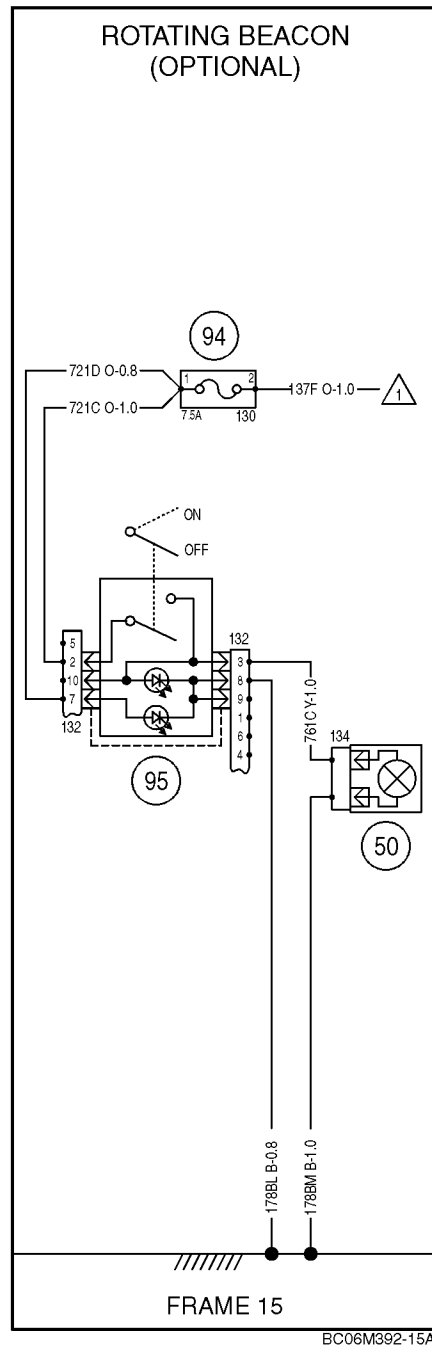 ROTATING BEACON
(OPTIONAL)
94
721D O-0.8
1
2
137F O-1.0
1
721C O-1.0
7.5A
130
ON
OFF
5
2
10
7
132
132
3
8
9
1
6
4
761C Y-1.0
134
95
50
178BL B-0.8
178BM B-1.0
FRAME 15
BC06M392-15A